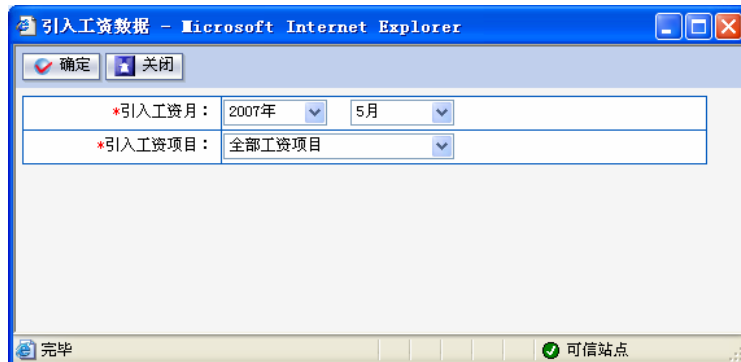 引入工资数据 - Microsoft Internet Explorer
确定 关闭
*引入工资月： 2007年 5月
*引入工资项目： 全部工资项目
完毕 可信站点